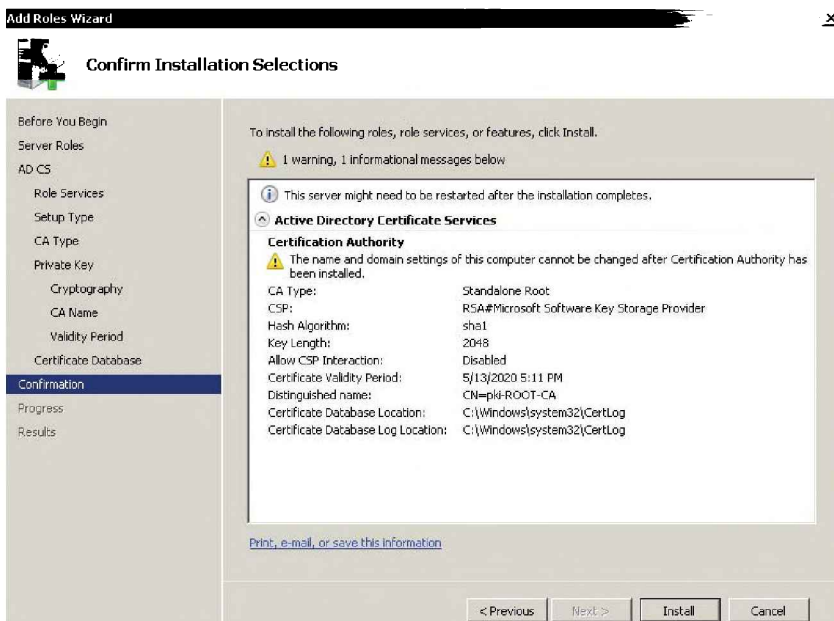 Add Roles Wizard
Confirm Installation Selections
Before You Begin
Server Roles
AD CS
Role Services
Setup Type
CA Type
Private Key
Cryptography
CA Name
Validity Period
Certificate Database
Confirmation
Progress
Results
To install the following roles, role services, or features, click Install.
1 warning, 1 informational messages below
This server might need to be restarted after the installation completes.
Active Directory Certificate Services
Certification Authority
The name and domain settings of this computer cannot be changed after Certification Authority has
been installed.
CA Type: Standalone Root
CSP: RSA#Microsoft Software Key Storage Provider
Hash Algorithm: sha1
Key Length: 2048
Allow CSP Interaction: Disabled
Certificate Validity Period: 5/13/2020 5:11 PM
Distinguished name: CN=pki-ROOT-CA
Certificate Database Location: C:\Windows\system32\CertLog
Certificate Database Log Location: C:\Windows\system32\CertLog
Print, e-mail, or save this information
< Previous Next > Install Cancel